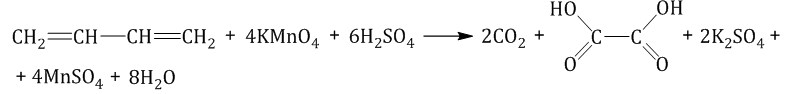 CH₂=CH—CH=CH₂ + 4KMnO₄ + 6H₂SO₄ ⟶ 2CO₂ + HO O C—C OH O + 2K₂SO₄ +
+ 4MnSO₄ + 8H₂O